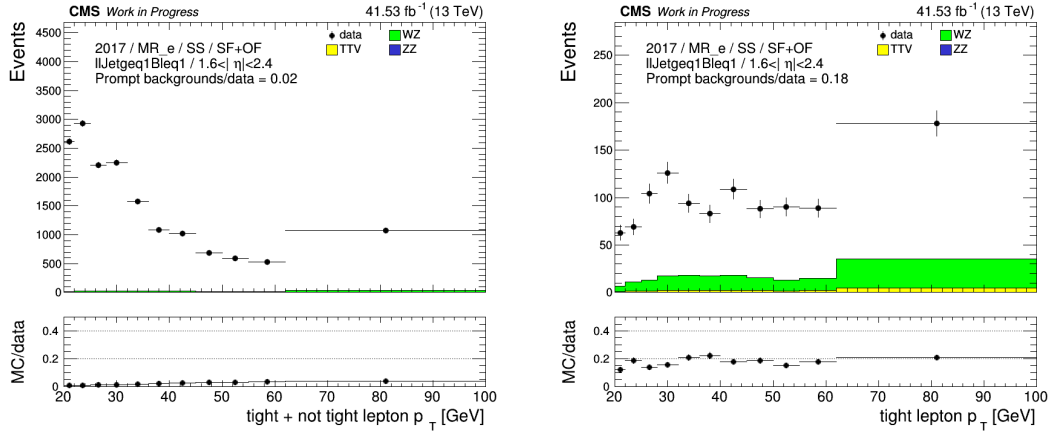 CMS Work in Progress 41.53 fb⁻¹ (13 TeV)
Events
4500
4000
3500
3000
2500
2000
1500
1000
500
0
2017 / MR_e / SS / SF+OF
llJetgeq1Bleq1 / 1.6<| η|<2.4
Prompt backgrounds/data = 0.02
data WZ
TTV ZZ
MC/data
0.4
0.2
0
20 30 40 50 60 70 80 90 100
tight + not tight lepton p_T [GeV]
CMS Work in Progress 41.53 fb⁻¹ (13 TeV)
Events
250
200
150
100
50
0
2017 / MR_e / SS / SF+OF
llJetgeq1Bleq1 / 1.6<| η|<2.4
Prompt backgrounds/data = 0.18
data WZ
TTV ZZ
MC/data
0.4
0.2
0
20 30 40 50 60 70 80 90 100
tight lepton p_T [GeV]